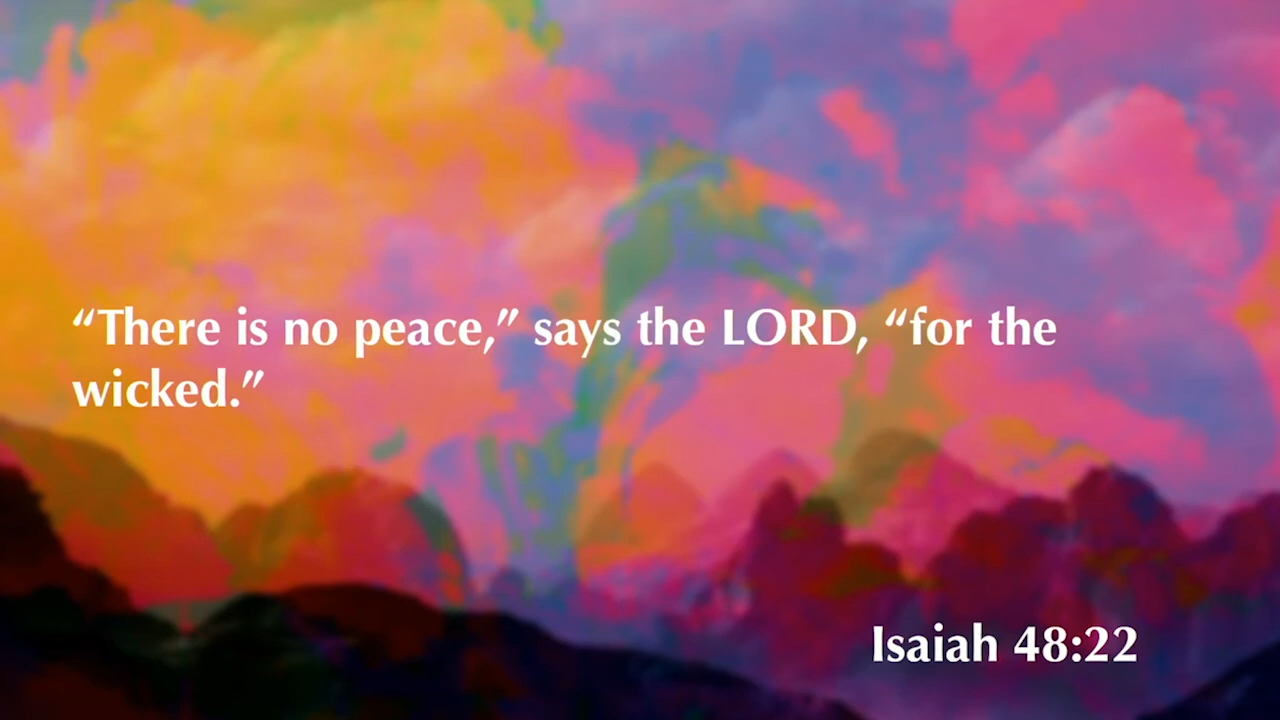 “There is no peace,” says the LORD, “for the
wicked.”
Isaiah 48:22